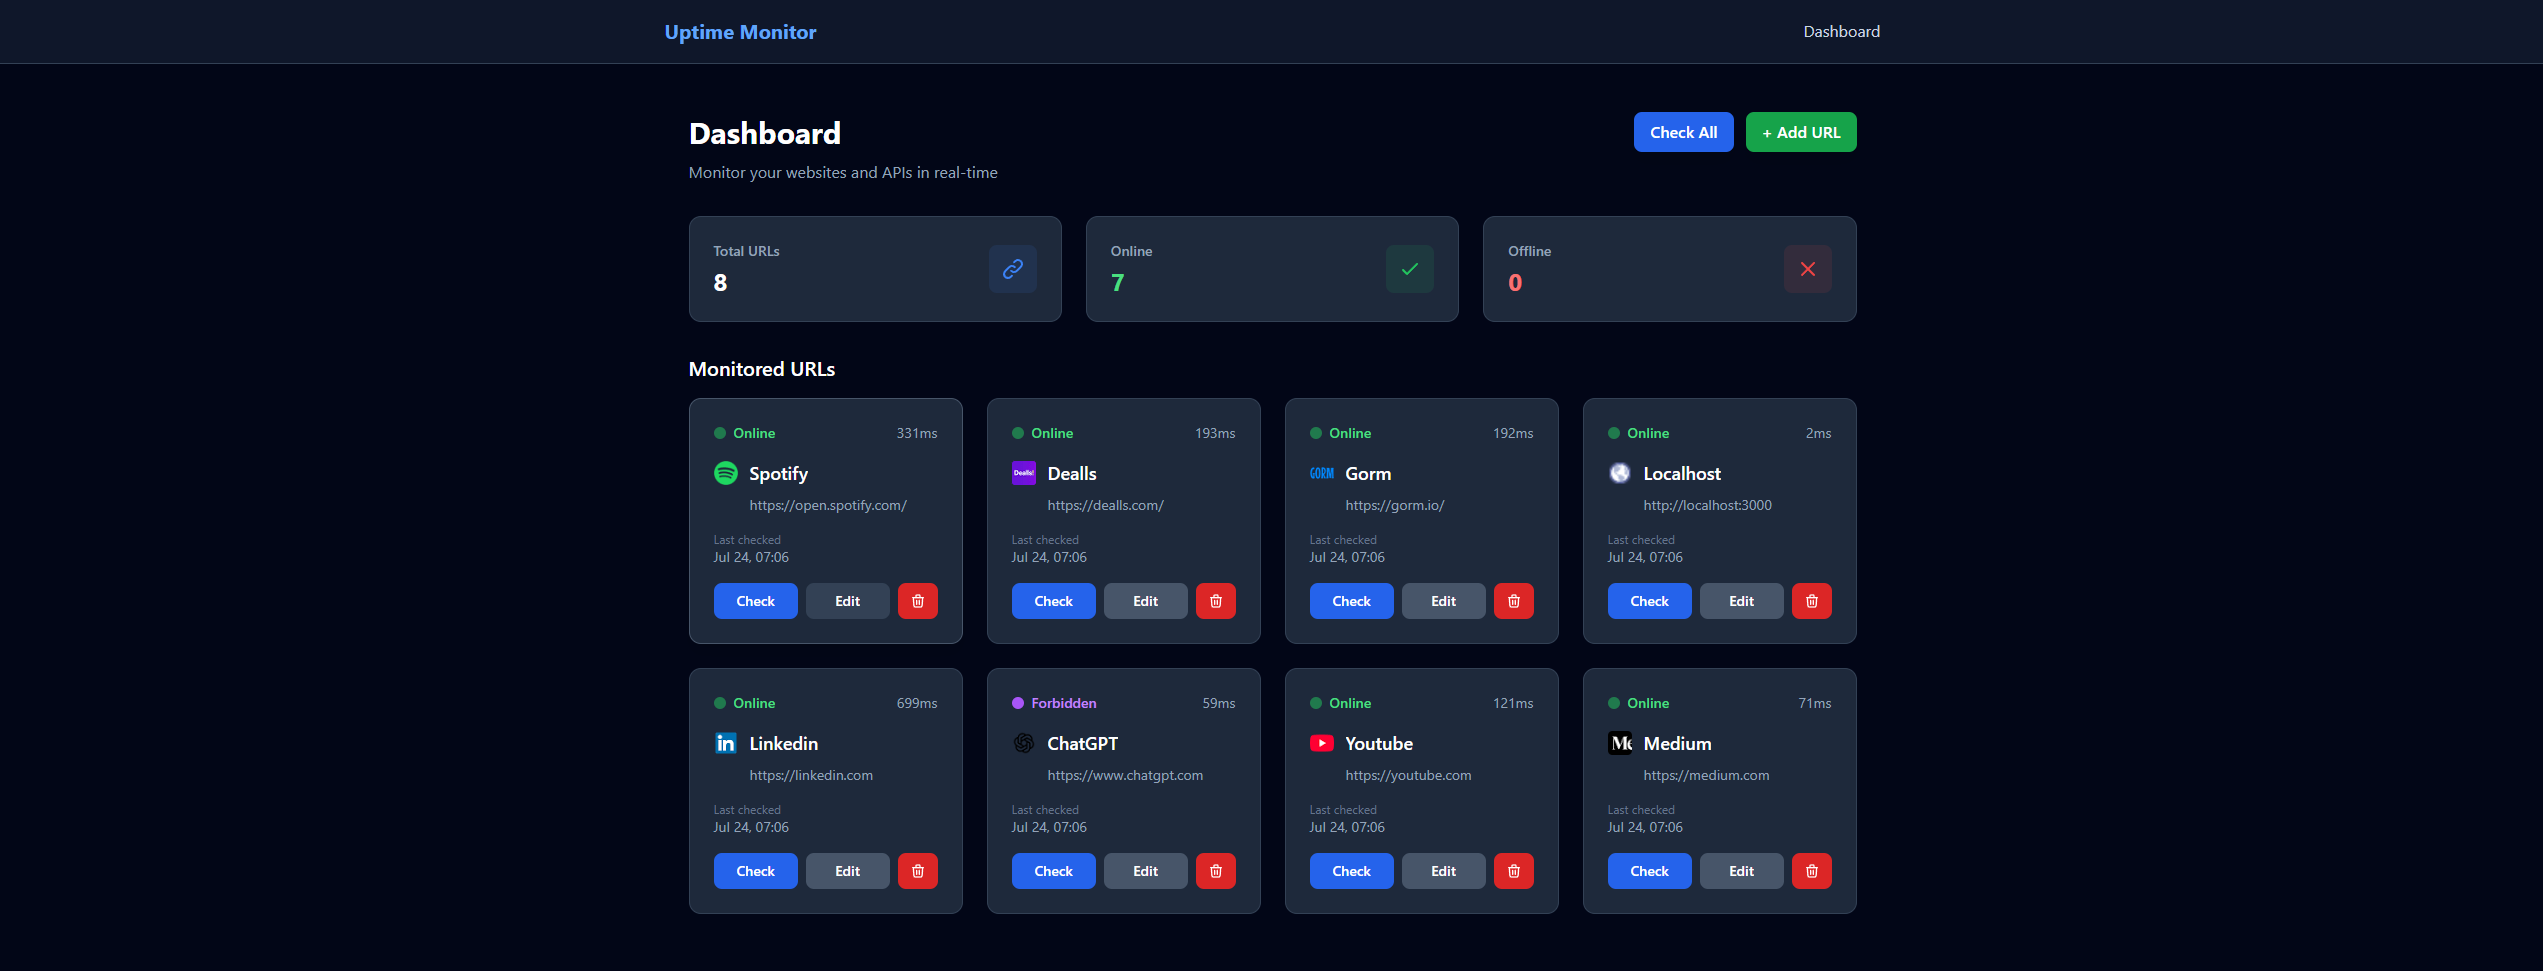 Uptime Monitor
Dashboard
Dashboard
Check All
+ Add URL
Monitor your websites and APIs in real-time
Total URLs
8
Online
7
Offline
0
Monitored URLs
Online
331ms
Spotify
https://open.spotify.com/
Last checked
Jul 24, 07:06
Check
Edit
Online
193ms
Dealls!
Dealls
https://dealls.com/
Last checked
Jul 24, 07:06
Check
Edit
Online
192ms
GORM
Gorm
https://gorm.io/
Last checked
Jul 24, 07:06
Check
Edit
Online
2ms
Localhost
http://localhost:3000
Last checked
Jul 24, 07:06
Check
Edit
Online
699ms
in
Linkedin
https://linkedin.com
Last checked
Jul 24, 07:06
Check
Edit
Forbidden
59ms
ChatGPT
https://www.chatgpt.com
Last checked
Jul 24, 07:06
Check
Edit
Online
121ms
Youtube
https://youtube.com
Last checked
Jul 24, 07:06
Check
Edit
Online
71ms
Me
Medium
https://medium.com
Last checked
Jul 24, 07:06
Check
Edit